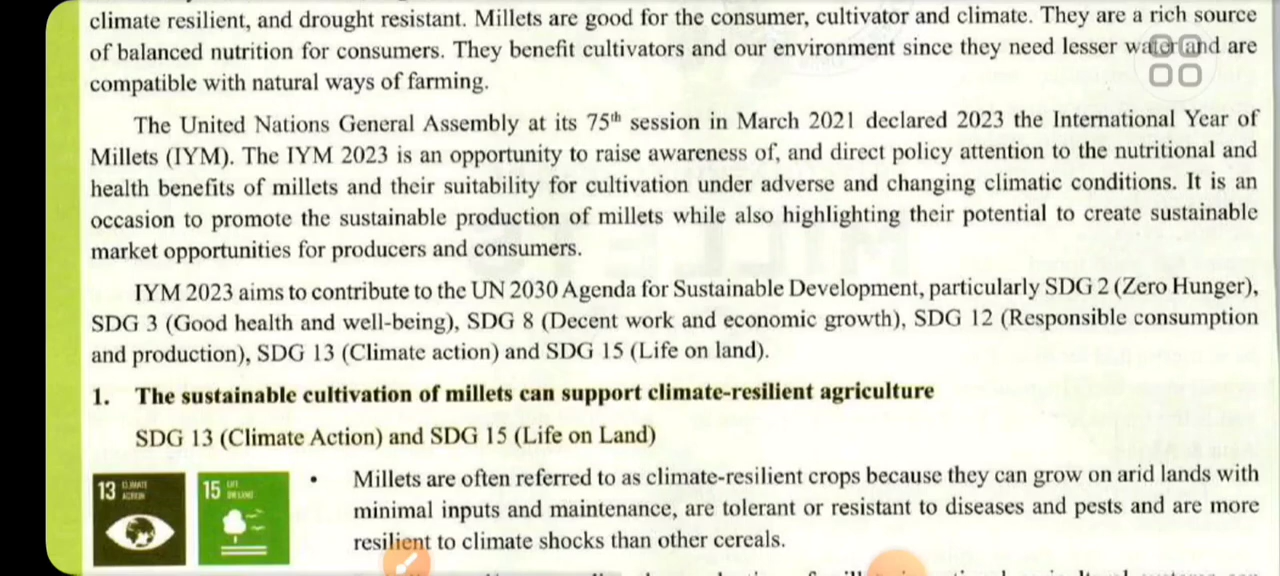 climate resilient, and drought resistant. Millets are good for the consumer, cultivator and climate. They are a rich source
of balanced nutrition for consumers. They benefit cultivators and our environment since they need lesser water and are
compatible with natural ways of farming.
The United Nations General Assembly at its 75th session in March 2021 declared 2023 the International Year of
Millets (IYM). The IYM 2023 is an opportunity to raise awareness of, and direct policy attention to the nutritional and
health benefits of millets and their suitability for cultivation under adverse and changing climatic conditions. It is an
occasion to promote the sustainable production of millets while also highlighting their potential to create sustainable
market opportunities for producers and consumers.
IYM 2023 aims to contribute to the UN 2030 Agenda for Sustainable Development, particularly SDG 2 (Zero Hunger),
SDG 3 (Good health and well-being), SDG 8 (Decent work and economic growth), SDG 12 (Responsible consumption
and production), SDG 13 (Climate action) and SDG 15 (Life on land).
1. The sustainable cultivation of millets can support climate-resilient agriculture
SDG 13 (Climate Action) and SDG 15 (Life on Land)
13 CLIMATE ACTION
15 LIFE ON LAND
• Millets are often referred to as climate-resilient crops because they can grow on arid lands with
minimal inputs and maintenance, are tolerant or resistant to diseases and pests and are more
resilient to climate shocks than other cereals.